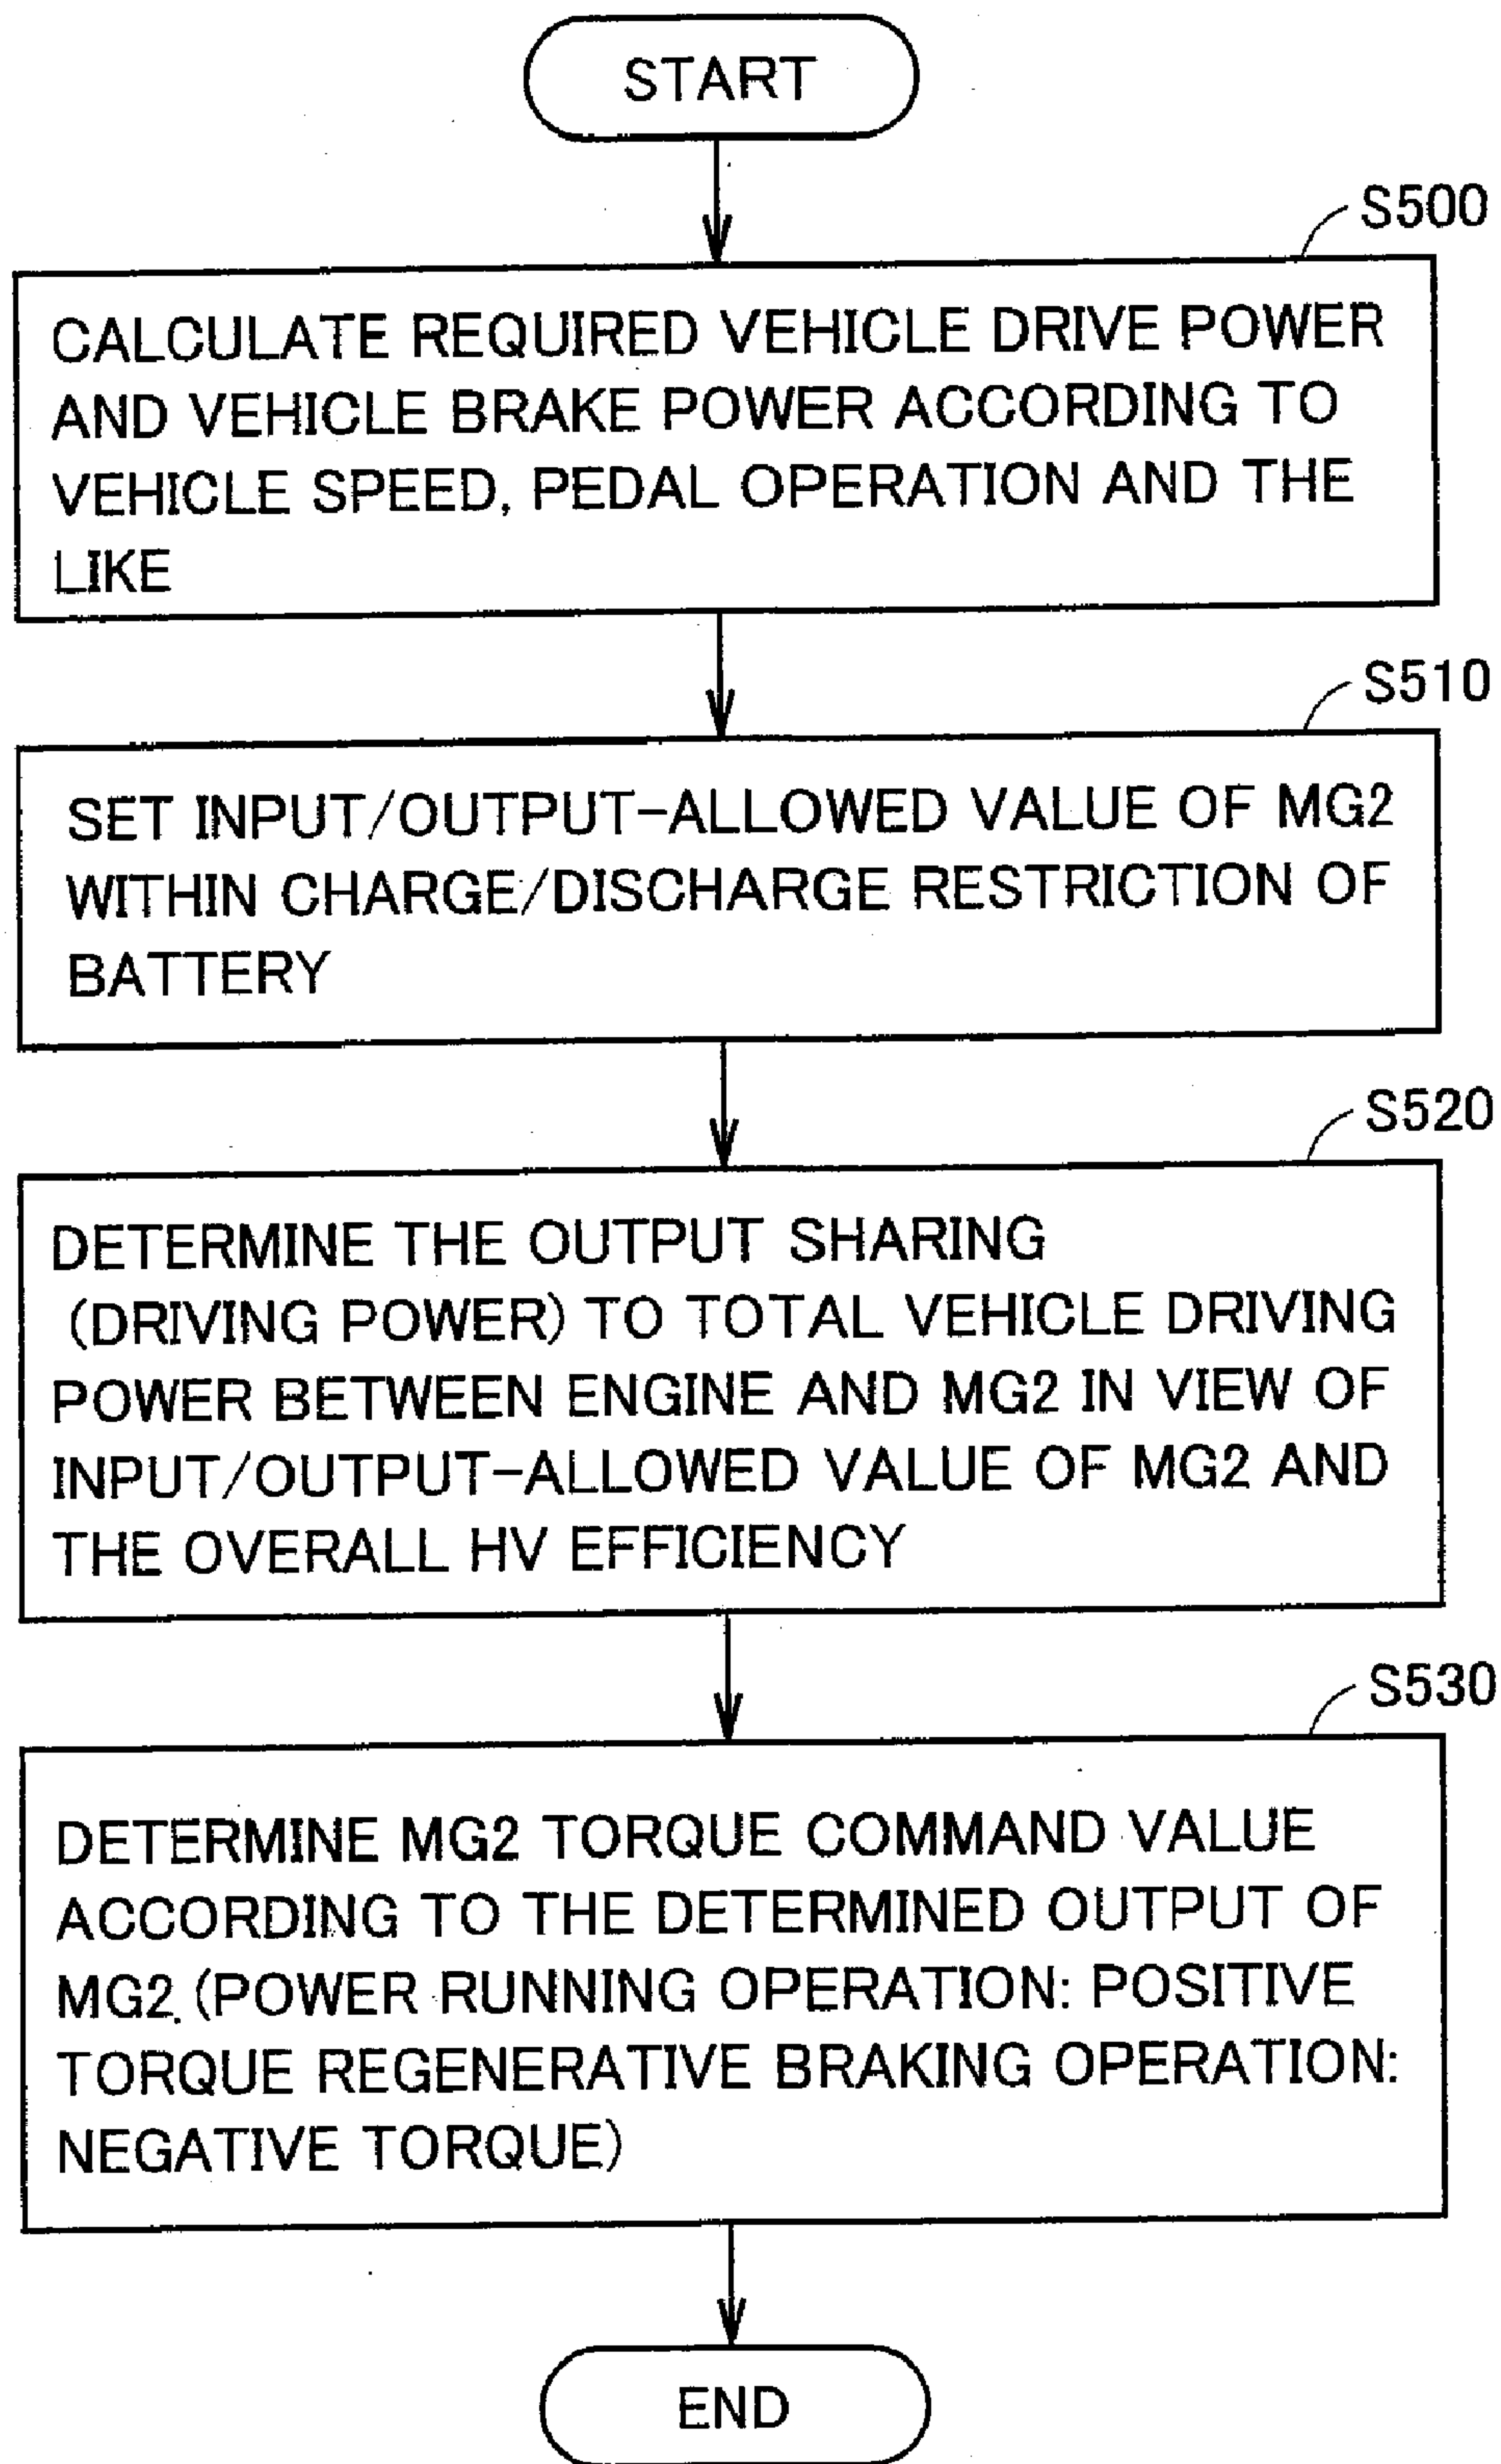 START
S500
CALCULATE REQUIRED VEHICLE DRIVE POWER
AND VEHICLE BRAKE POWER ACCORDING TO
VEHICLE SPEED, PEDAL OPERATION AND THE
LIKE
S510
SET INPUT/OUTPUT-ALLOWED VALUE OF MG2
WITHIN CHARGE/DISCHARGE RESTRICTION OF
BATTERY
S520
DETERMINE THE OUTPUT SHARING
(DRIVING POWER) TO TOTAL VEHICLE DRIVING
POWER BETWEEN ENGINE AND MG2 IN VIEW OF
INPUT/OUTPUT-ALLOWED VALUE OF MG2 AND
THE OVERALL HV EFFICIENCY
S530
DETERMINE MG2 TORQUE COMMAND VALUE
ACCORDING TO THE DETERMINED OUTPUT OF
MG2 (POWER RUNNING OPERATION: POSITIVE
TORQUE REGENERATIVE BRAKING OPERATION:
NEGATIVE TORQUE)
END